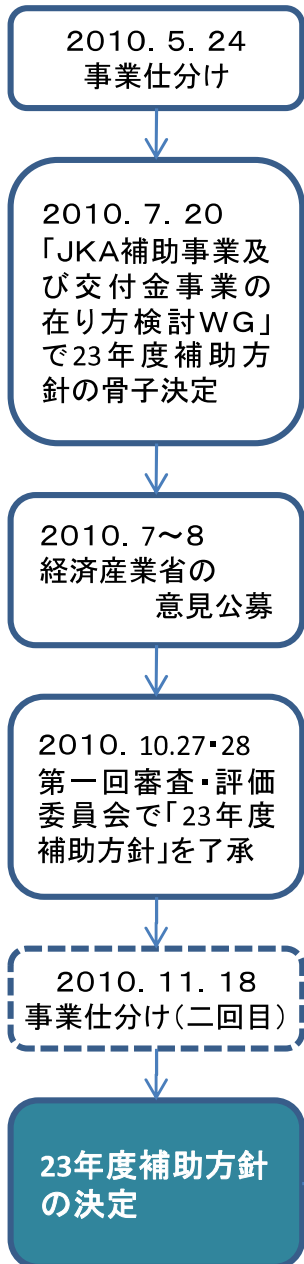 2010．5．24
事業仕分け
2010．7．20
「JKA補助事業及
び交付金事業の
在り方検討WG」
で23年度補助方
針の骨子決定
2010．7～8
経済産業省の
意見公募
2010．10.27・28
第一回審査・評価
委員会で「23年度
補助方針」を了承
2010．11．18
事業仕分け（二回目）
23年度補助方針
の決定